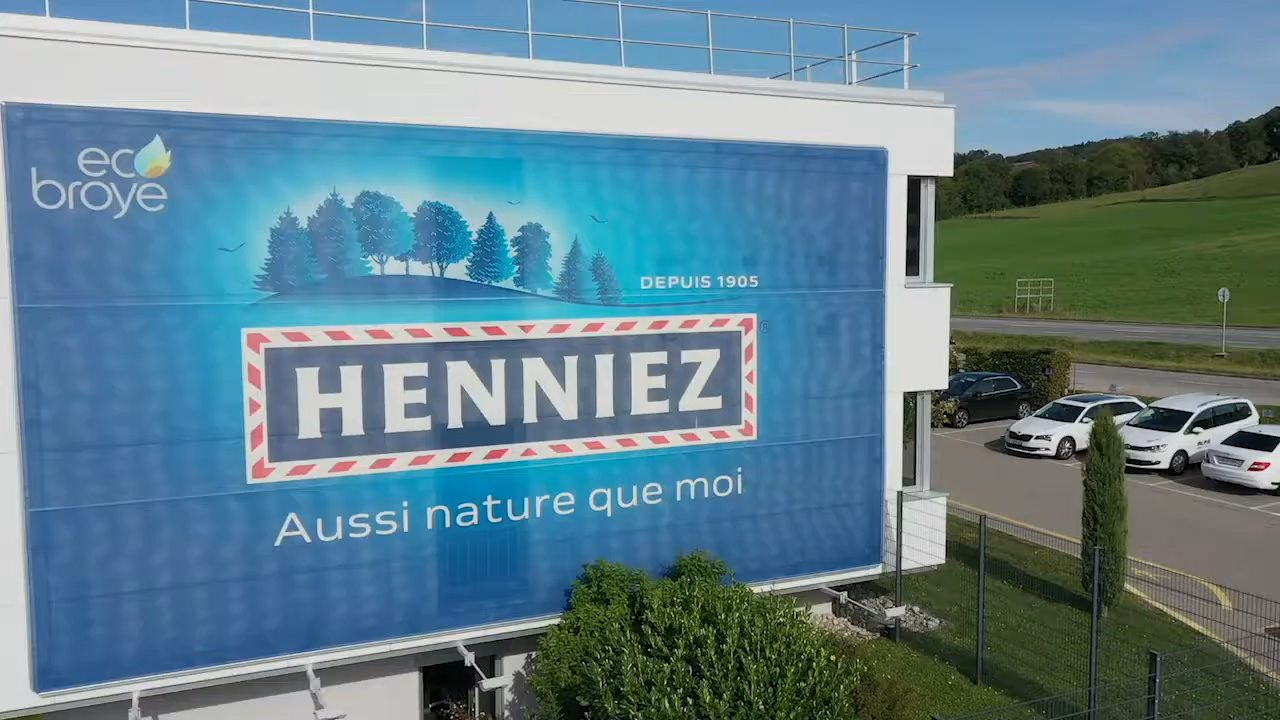 eco
broye
DEPUIS 1905
HENNIEZ
®
Aussi nature que moi